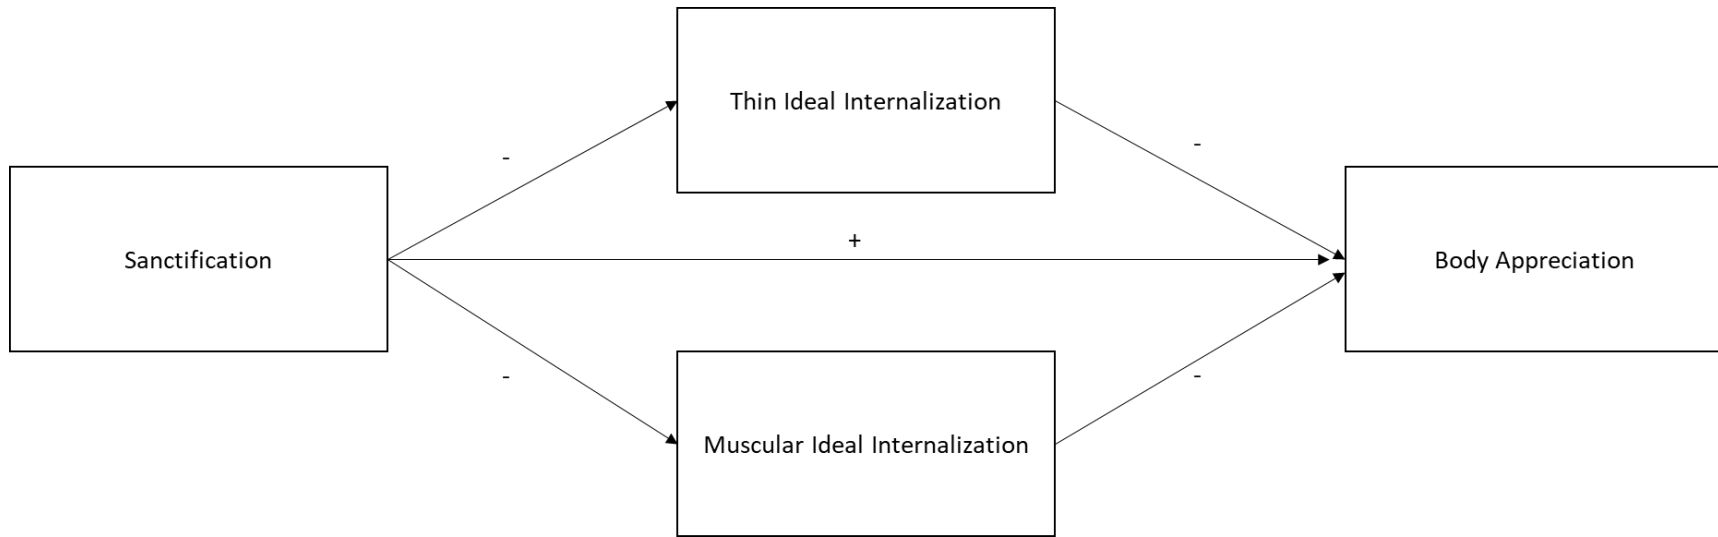 Thin Ideal Internalization
-
-
+
Sanctification
Body Appreciation
-
-
Muscular Ideal Internalization